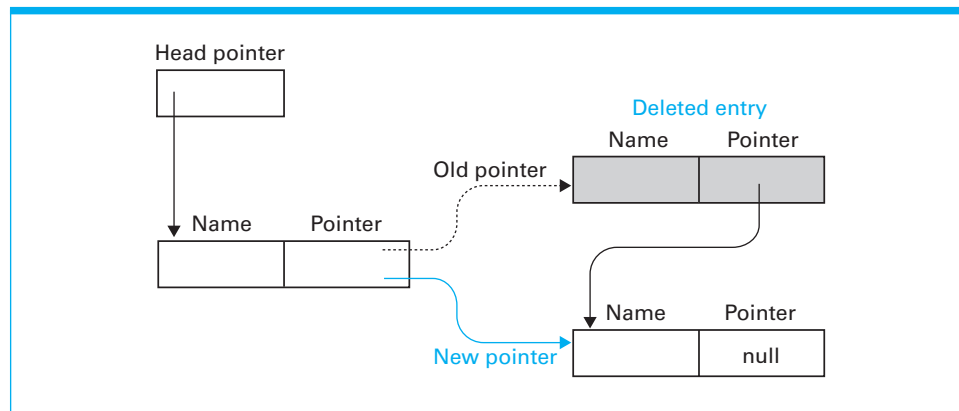 Head pointer
Deleted entry
Name Pointer
Old pointer
Name Pointer
Name Pointer
New pointer
null